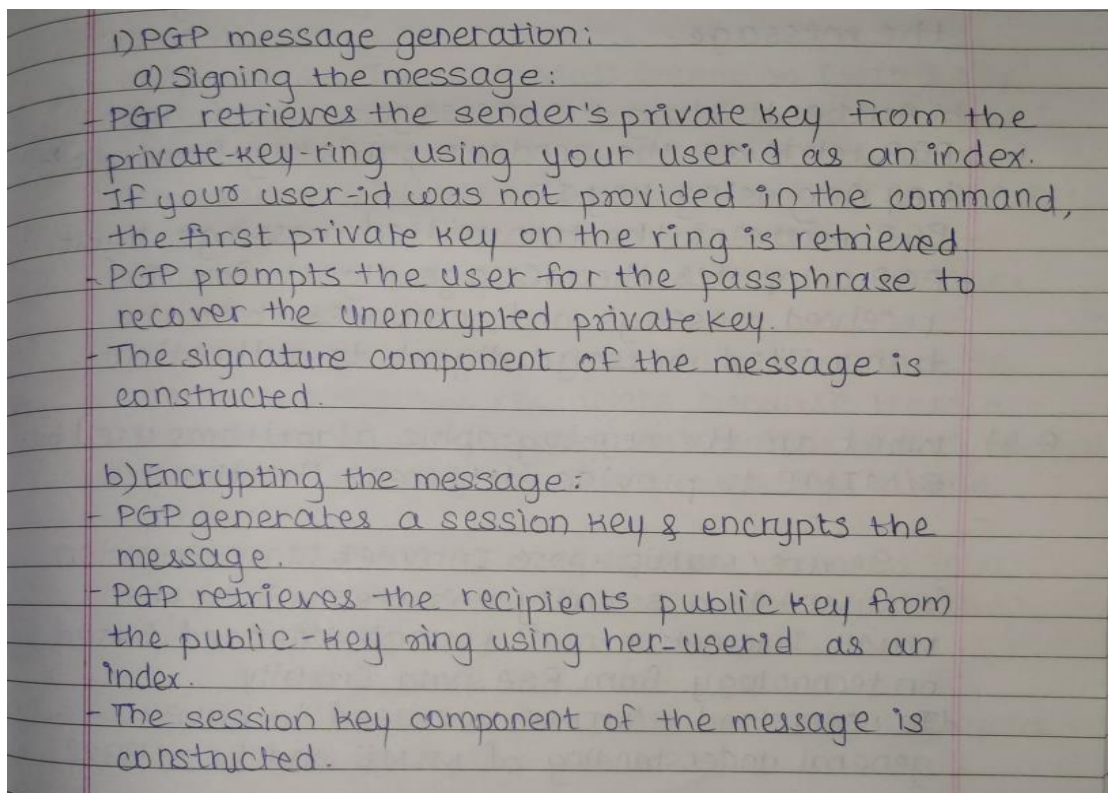 1) PGP message generation:
a) Signing the message:
- PGP retrieves the sender's private key from the
private-key-ring using your userid as an index.
If your user-id was not provided in the command,
the first private key on the ring is retrieved
- PGP prompts the user for the passphrase to
recover the unencrypted private key.
- The signature component of the message is
constructed.
b) Encrypting the message:
- PGP generates a session key & encrypts the
message.
- PGP retrieves the recipients public key from
the public-key ring using her-userid as an
index.
- The session key component of the message is
constructed.